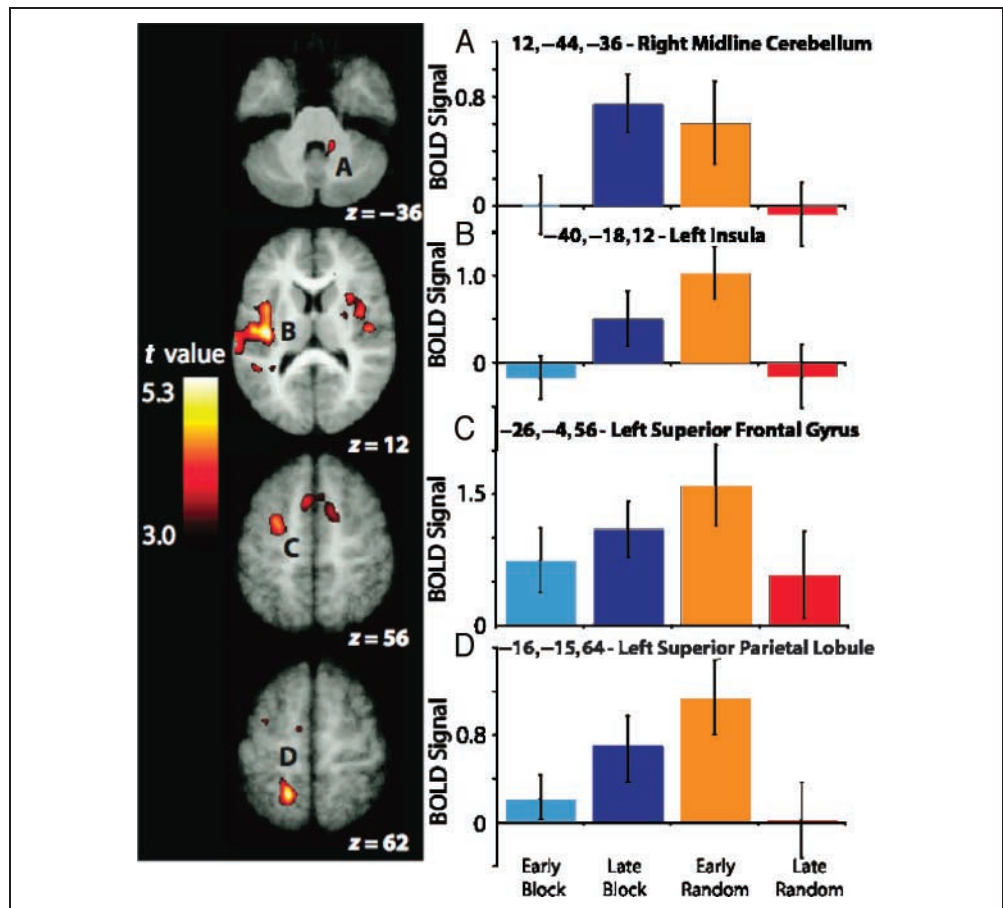 A
z = −36
B
z = 12
t value
5.3
3.0
C
z = 56
D
z = 62
A 12,−44,−36 - Right Midline Cerebellum
BOLD Signal
0.8
0
B −40,−18,12 - Left Insula
BOLD Signal
1.0
0
C −26,−4,56 - Left Superior Frontal Gyrus
BOLD Signal
1.5
0
D −16,−15,64 - Left Superior Parietal Lobule
BOLD Signal
0.8
0
Early Late Early Late
Block Block Random Random